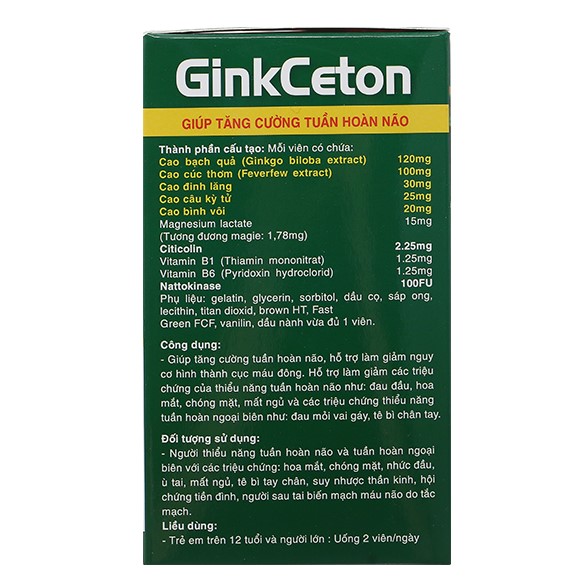 GinkCeton
GIÚP TĂNG CƯỜNG TUẦN HOÀN NÃO
Thành phần cấu tạo: Mỗi viên có chứa:
Cao bạch quả (Ginkgo biloba extract) 120mg
Cao cúc thơm (Feverfew extract) 100mg
Cao đinh lăng 30mg
Cao câu kỳ tử 25mg
Cao bình vôi 20mg
Magnesium lactate 15mg
(Tương đương magie: 1,78mg)
Citicolin 2.25mg
Vitamin B1 (Thiamin mononitrat) 1.25mg
Vitamin B6 (Pyridoxin hydroclorid) 1.25mg
Nattokinase 100FU
Phụ liệu: gelatin, glycerin, sorbitol, dầu cọ, sáp ong,
lecithin, titan dioxid, brown HT, Fast
Green FCF, vanilin, dầu nành vừa đủ 1 viên.
Công dụng:
- Giúp tăng cường tuần hoàn não, hỗ trợ làm giảm nguy
cơ hình thành cục máu đông. Hỗ trợ làm giảm các triệu
chứng của thiểu năng tuần hoàn não như: đau đầu, hoa
mắt, chóng mặt, mất ngủ và các triệu chứng thiểu năng
tuần hoàn ngoại biên như: đau mỏi vai gáy, tê bì chân tay.
Đối tượng sử dụng:
- Người thiểu năng tuần hoàn não và tuần hoàn ngoại
biên với các triệu chứng: hoa mắt, chóng mặt, nhức đầu,
ù tai, mất ngủ, tê bì tay chân, suy nhược thần kinh, hội
chứng tiền đình, người sau tai biến mạch máu não do tắc
mạch.
Liều dùng:
- Trẻ em trên 12 tuổi và người lớn : Uống 2 viên/ngày